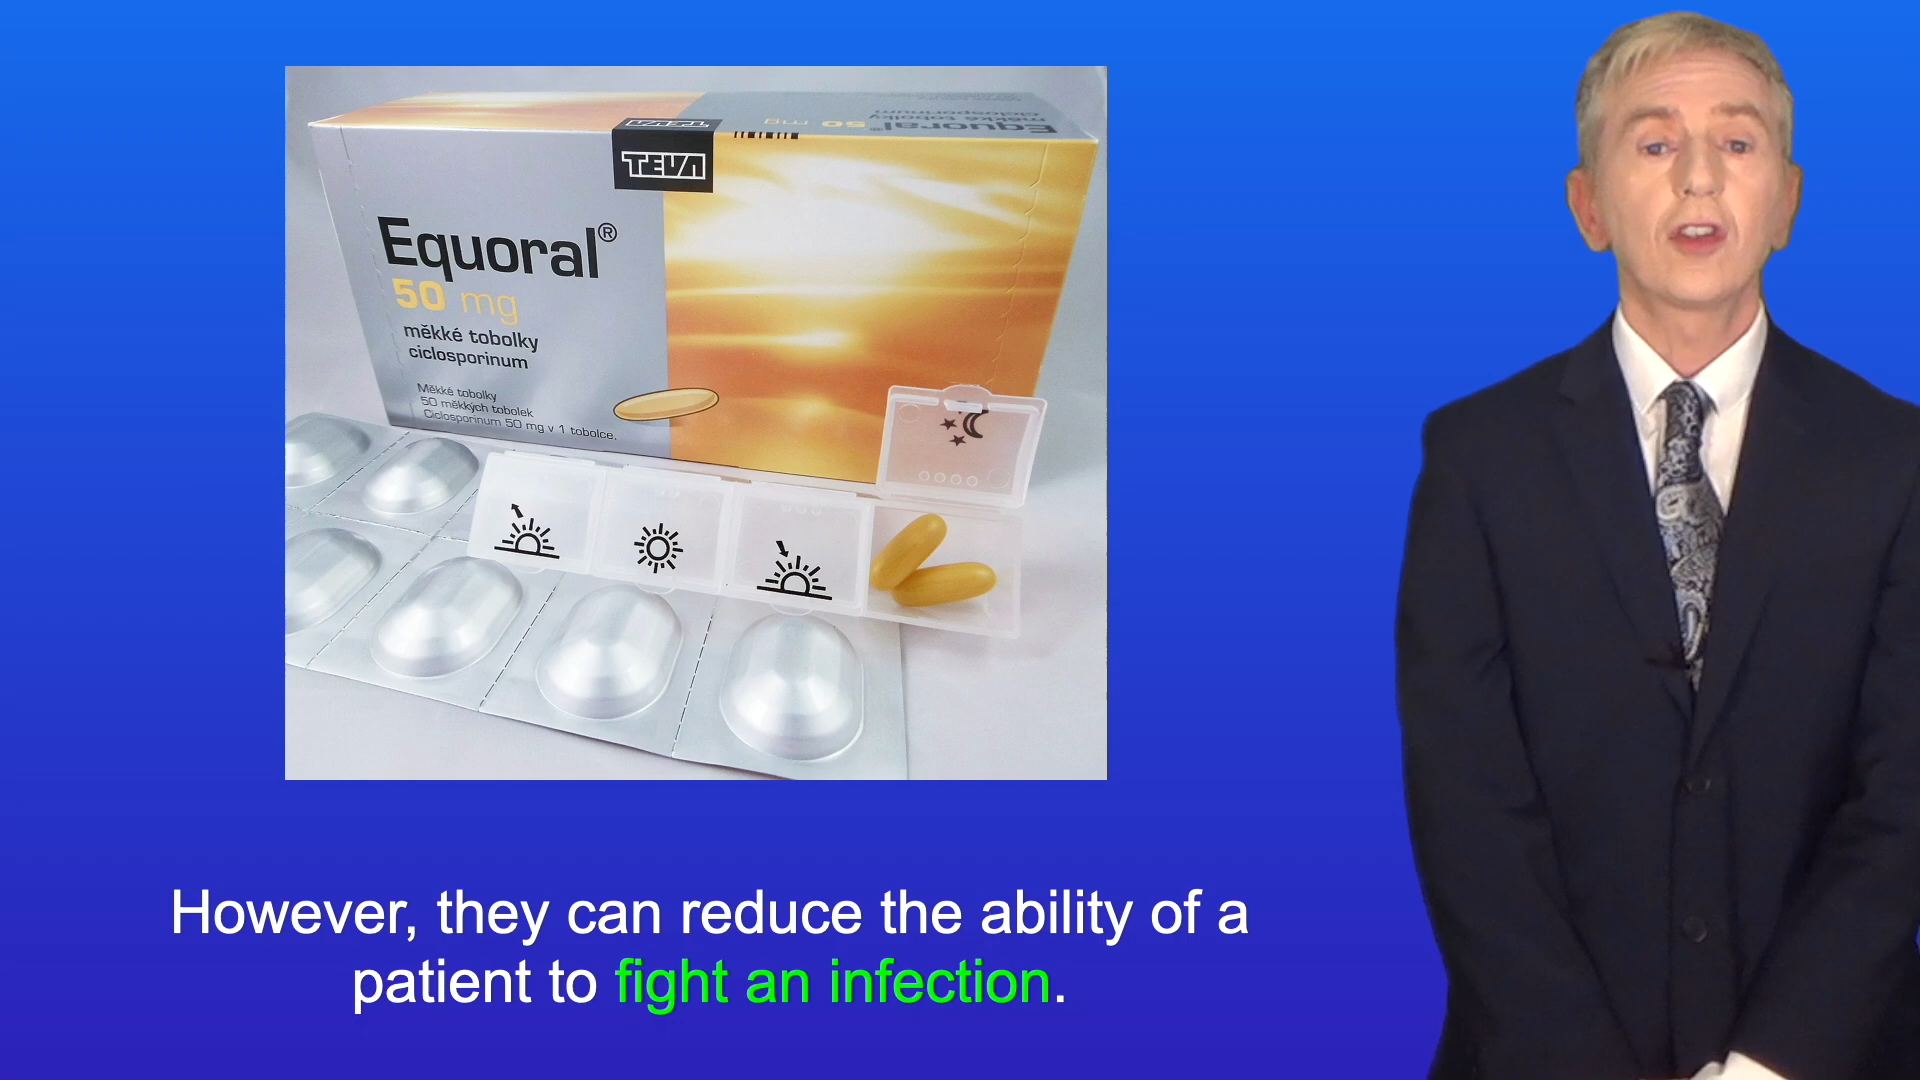 TEVA
Equoral®
50 mg
měkké tobolky
ciclosporinum
Měkké tobolky
50 měkkých tobolek
Ciclosporinum 50 mg v 1 tobolce.
However, they can reduce the ability of a
patient to fight an infection.